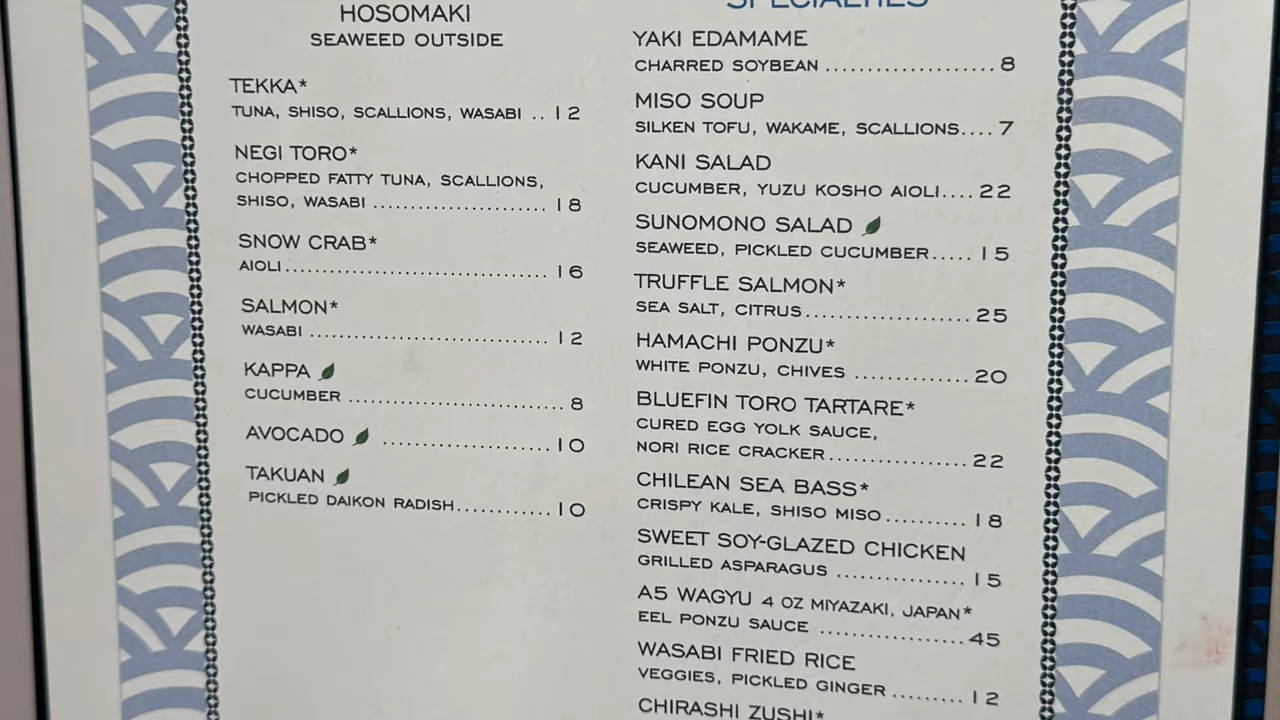 HOSOMAKI
SEAWEED OUTSIDE
TEKKA*
TUNA, SHISO, SCALLIONS, WASABI .. 12
NEGI TORO*
CHOPPED FATTY TUNA, SCALLIONS,
SHISO, WASABI ........................ 18
SNOW CRAB*
AIOLI .................................... 16
SALMON*
WASABI ................................. 12
KAPPA
CUCUMBER .............................. 8
AVOCADO ......................... 10
TAKUAN
PICKLED DAIKON RADISH............ 10
SPECIALTIES
YAKI EDAMAME
CHARRED SOYBEAN .................... 8
MISO SOUP
SILKEN TOFU, WAKAME, SCALLIONS.... 7
KANI SALAD
CUCUMBER, YUZU KOSHO AIOLI.... 22
SUNOMONO SALAD
SEAWEED, PICKLED CUCUMBER..... 15
TRUFFLE SALMON*
SEA SALT, CITRUS.................... 25
HAMACHI PONZU*
WHITE PONZU, CHIVES .............. 20
BLUEFIN TORO TARTARE*
CURED EGG YOLK SAUCE,
NORI RICE CRACKER................. 22
CHILEAN SEA BASS*
CRISPY KALE, SHISO MISO.......... 18
SWEET SOY-GLAZED CHICKEN
GRILLED ASPARAGUS ............... 15
A5 WAGYU 4 OZ MIYAZAKI, JAPAN*
EEL PONZU SAUCE .................45
WASABI FRIED RICE
VEGGIES, PICKLED GINGER ......... 12
CHIRASHI ZUSHI*